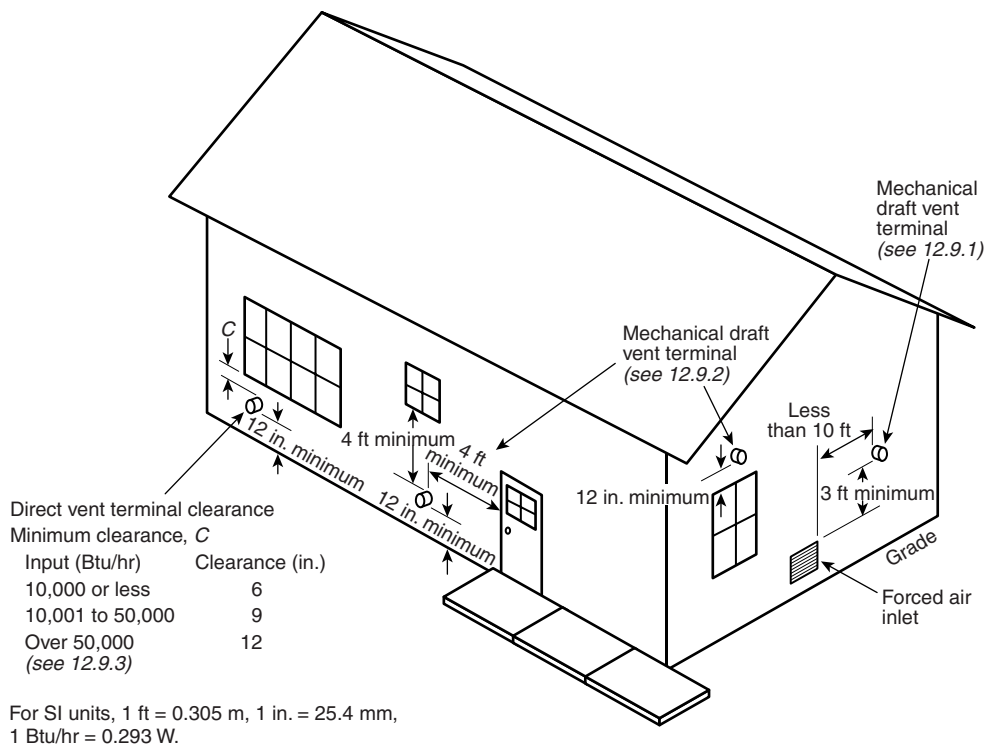 Mechanical
draft vent
terminal
(see 12.9.1)
Mechanical draft
vent terminal
(see 12.9.2)
C
Less
than 10 ft
12 in. minimum
4 ft minimum
4 ft
minimum
12 in. minimum
12 in. minimum
3 ft minimum
Grade
Forced air
inlet
Direct vent terminal clearance
Minimum clearance, C
Input (Btu/hr) Clearance (in.)
10,000 or less 6
10,001 to 50,000 9
Over 50,000 12
(see 12.9.3)
For SI units, 1 ft = 0.305 m, 1 in. = 25.4 mm,
1 Btu/hr = 0.293 W.